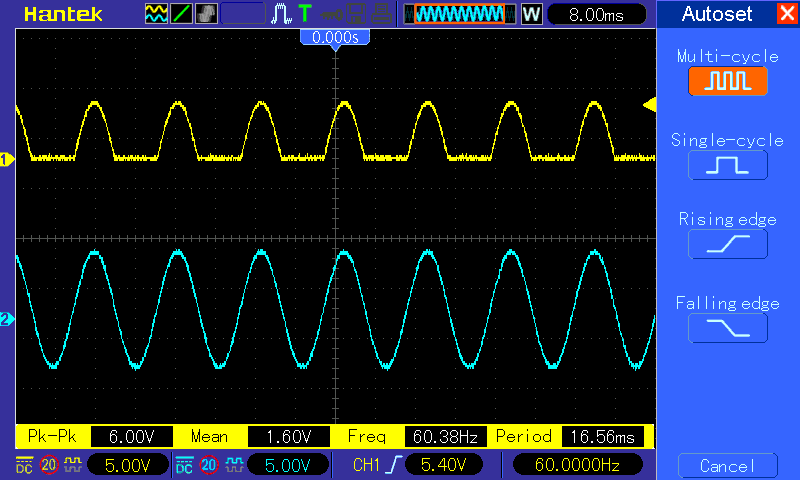 Hantek T W 8.00ms Autoset
0.000s
Multi-cycle
Single-cycle
Rising edge
Falling edge
1
2
Pk-Pk 6.00V Mean 1.60V Freq 60.38Hz Period 16.56ms
DC 20 5.00V DC 20 5.00V CH1 5.40V 60.0000Hz
Cancel